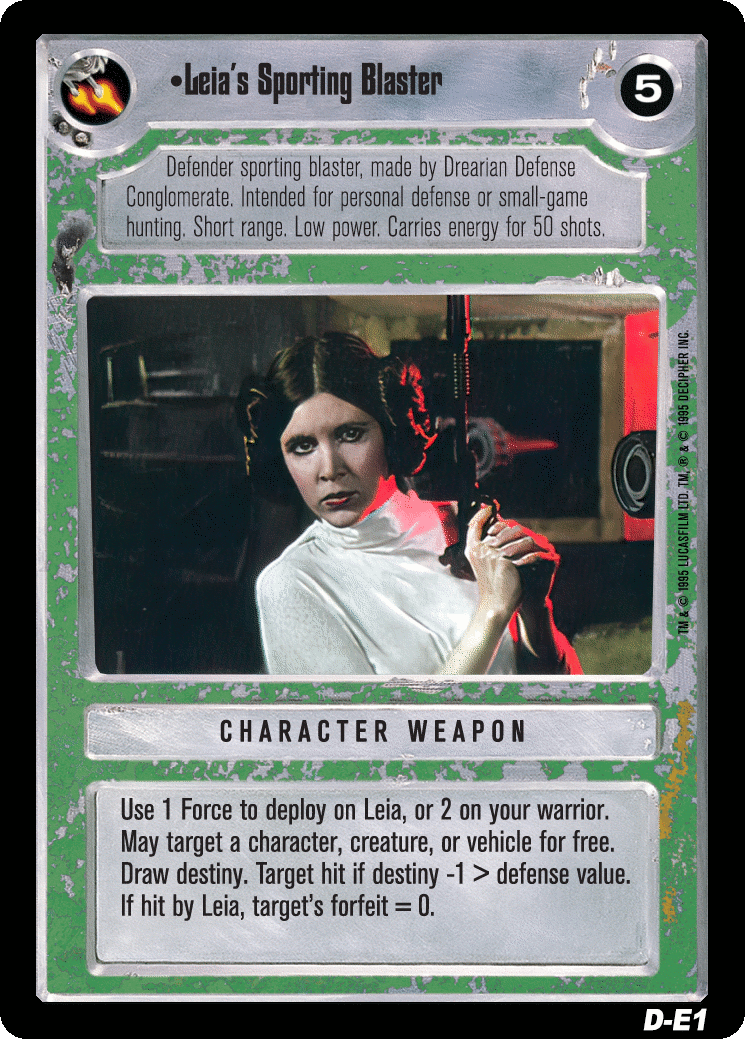 •Leia's Sporting Blaster
5
Defender sporting blaster, made by Drearian Defense
Conglomerate. Intended for personal defense or small-game
hunting. Short range. Low power. Carries energy for 50 shots.
TM & © 1995 LUCASFILM LTD. TM, ® & © 1995 DECIPHER INC.
CHARACTER WEAPON
Use 1 Force to deploy on Leia, or 2 on your warrior.
May target a character, creature, or vehicle for free.
Draw destiny. Target hit if destiny -1 > defense value.
If hit by Leia, target's forfeit = 0.
D-E1